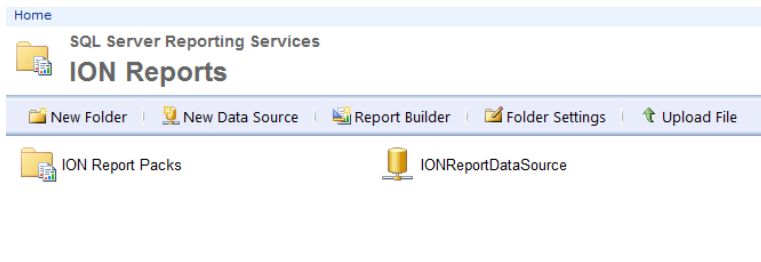 Home
SQL Server Reporting Services
ION Reports
New Folder New Data Source Report Builder Folder Settings Upload File
ION Report Packs IONReportDataSource